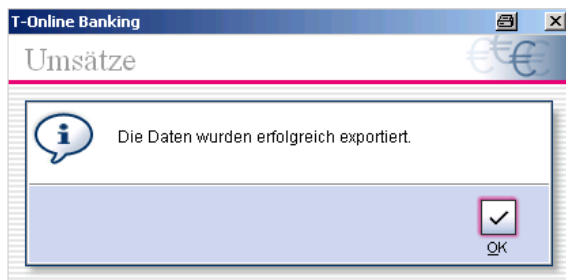 T-Online Banking
Umsätze
Die Daten wurden erfolgreich exportiert.
OK